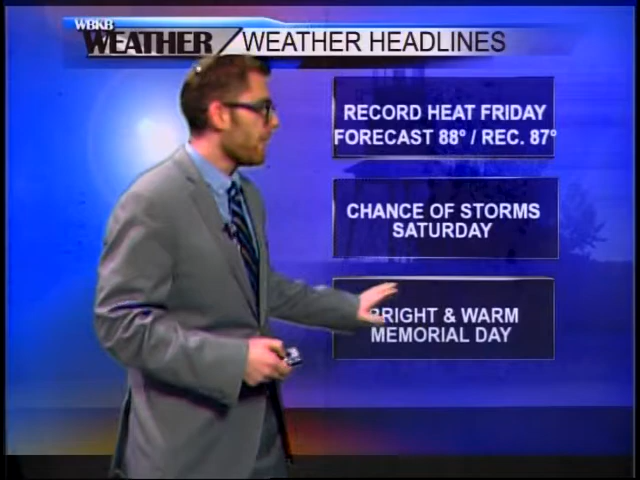 WBKB
WEATHER
WEATHER HEADLINES
RECORD HEAT FRIDAY
FORECAST 88° / REC. 87°
CHANCE OF STORMS
SATURDAY
BRIGHT & WARM
MEMORIAL DAY